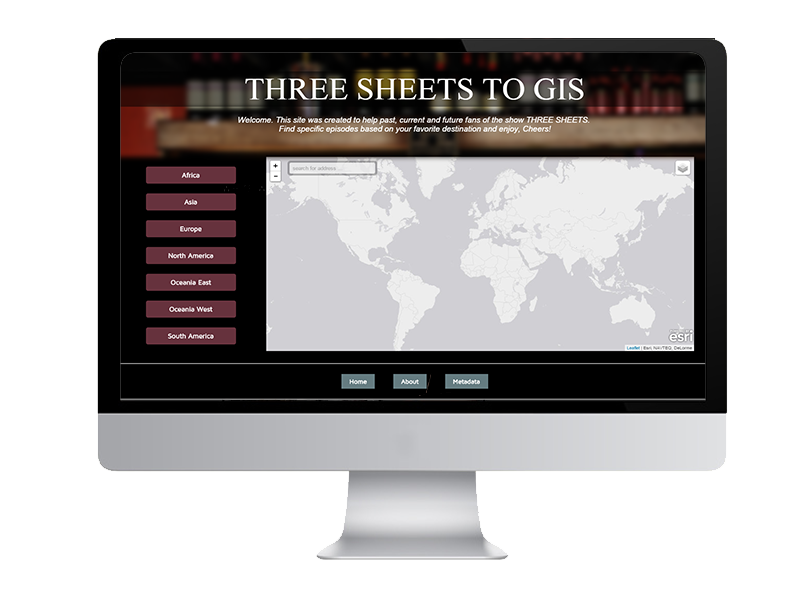 THREE SHEETS TO GIS
Welcome. This site was created to help past, current and future fans of the show THREE SHEETS.
Find specific episodes based on your favorite destination and enjoy, Cheers!
+
-
search for address ...
Africa
Asia
Europe
North America
Oceania East
Oceania West
South America
esri
Leaflet | Esri, NAVTEQ, DeLorme
Home
About
Metadata